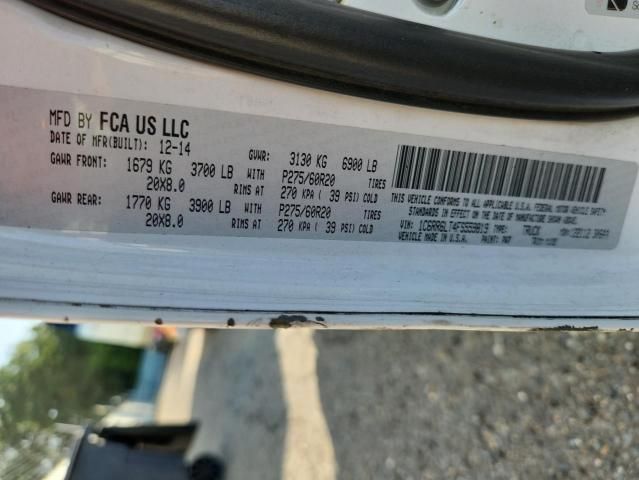 MFD BY FCA US LLC
DATE OF MFR(BUILT): 12-14 GVWR: 3130 KG 6900 LB
GAWR FRONT: 1679 KG 3700 LB WITH P275/60R20 TIRES
20X8.0 RIMS AT 270 KPA ( 39 PSI) COLD
GAWR REAR: 1770 KG 3900 LB WITH P275/60R20 TIRES
20X8.0 RIMS AT 270 KPA ( 39 PSI) COLD
THIS VEHICLE CONFORMS TO ALL APPLICABLE U.S.A. FEDERAL MOTOR VEHICLE SAFETY
STANDARDS IN EFFECT ON THE DATE OF MANUFACTURE SHOWN ABOVE.
VIN: TYPE: TRUCK
VEHICLE MADE IN U.S.A. PAINT: PW7